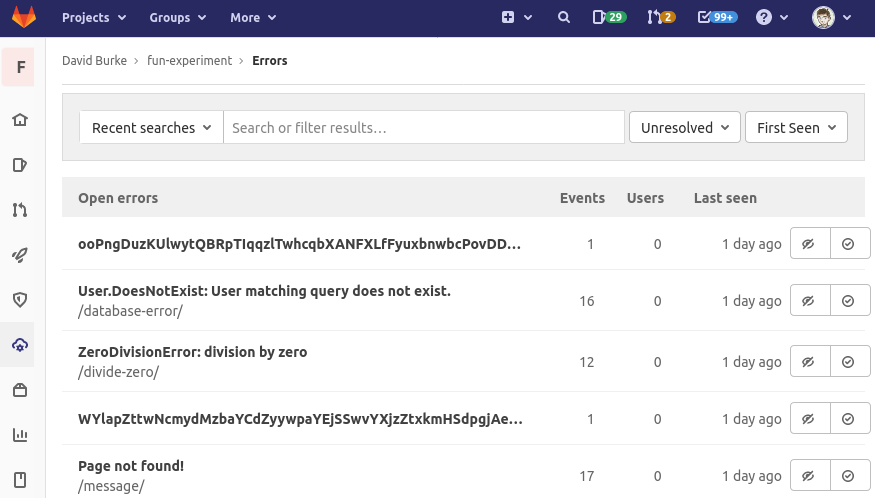 Projects Groups More 29 2 99+
F
David Burke > fun-experiment > Errors
Recent searches Search or filter results… Unresolved First Seen
Open errors Events Users Last seen
ooPngDuzKUlwytQBRpTIqqzlTwhcqbXANFXLfFyuxbnwbcPovDD… 1 0 1 day ago
User.DoesNotExist: User matching query does not exist. 16 0 1 day ago
/database-error/
ZeroDivisionError: division by zero 12 0 1 day ago
/divide-zero/
WYlapZttwNcmydMzbaYCdZyywpaYEjSSwvYXjzZtxkmHSdpgjAe… 1 0 1 day ago
Page not found! 17 0 1 day ago
/message/